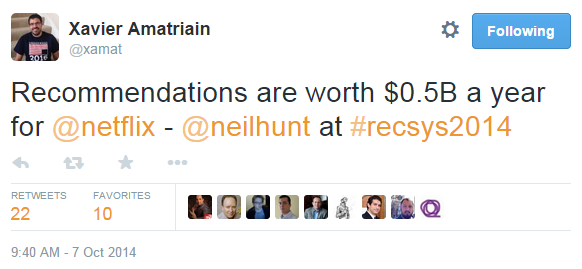 Xavier Amatriain
@xamat
Following
Recommendations are worth $0.5B a year
for @netflix - @neilhunt at #recsys2014
RETWEETS
FAVORITES
22
10
9:40 AM - 7 Oct 2014